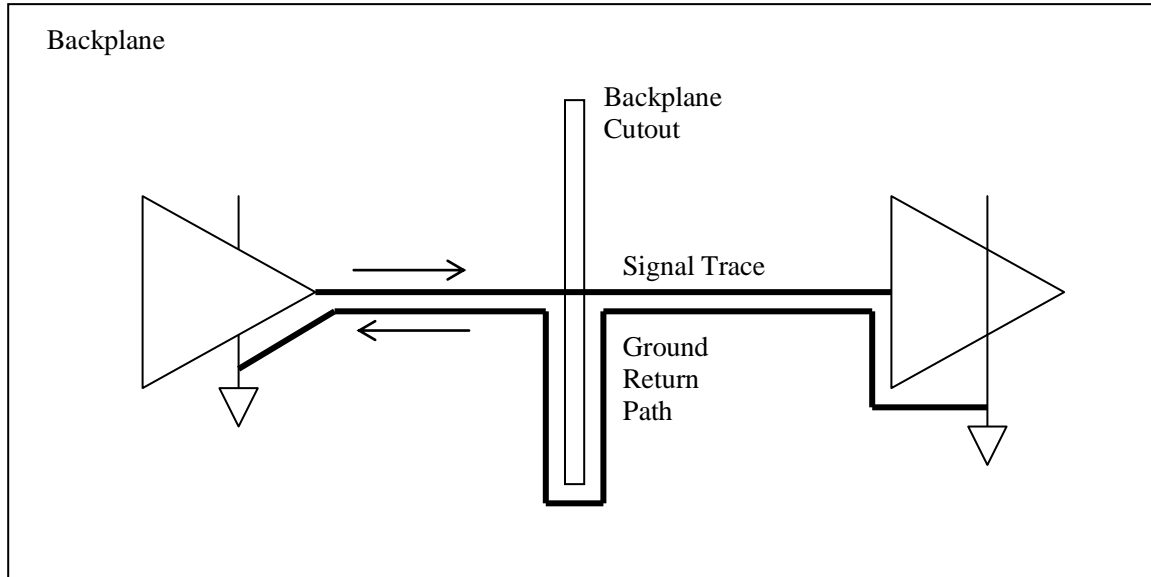 Backplane
Backplane
Cutout
Signal Trace
Ground
Return
Path